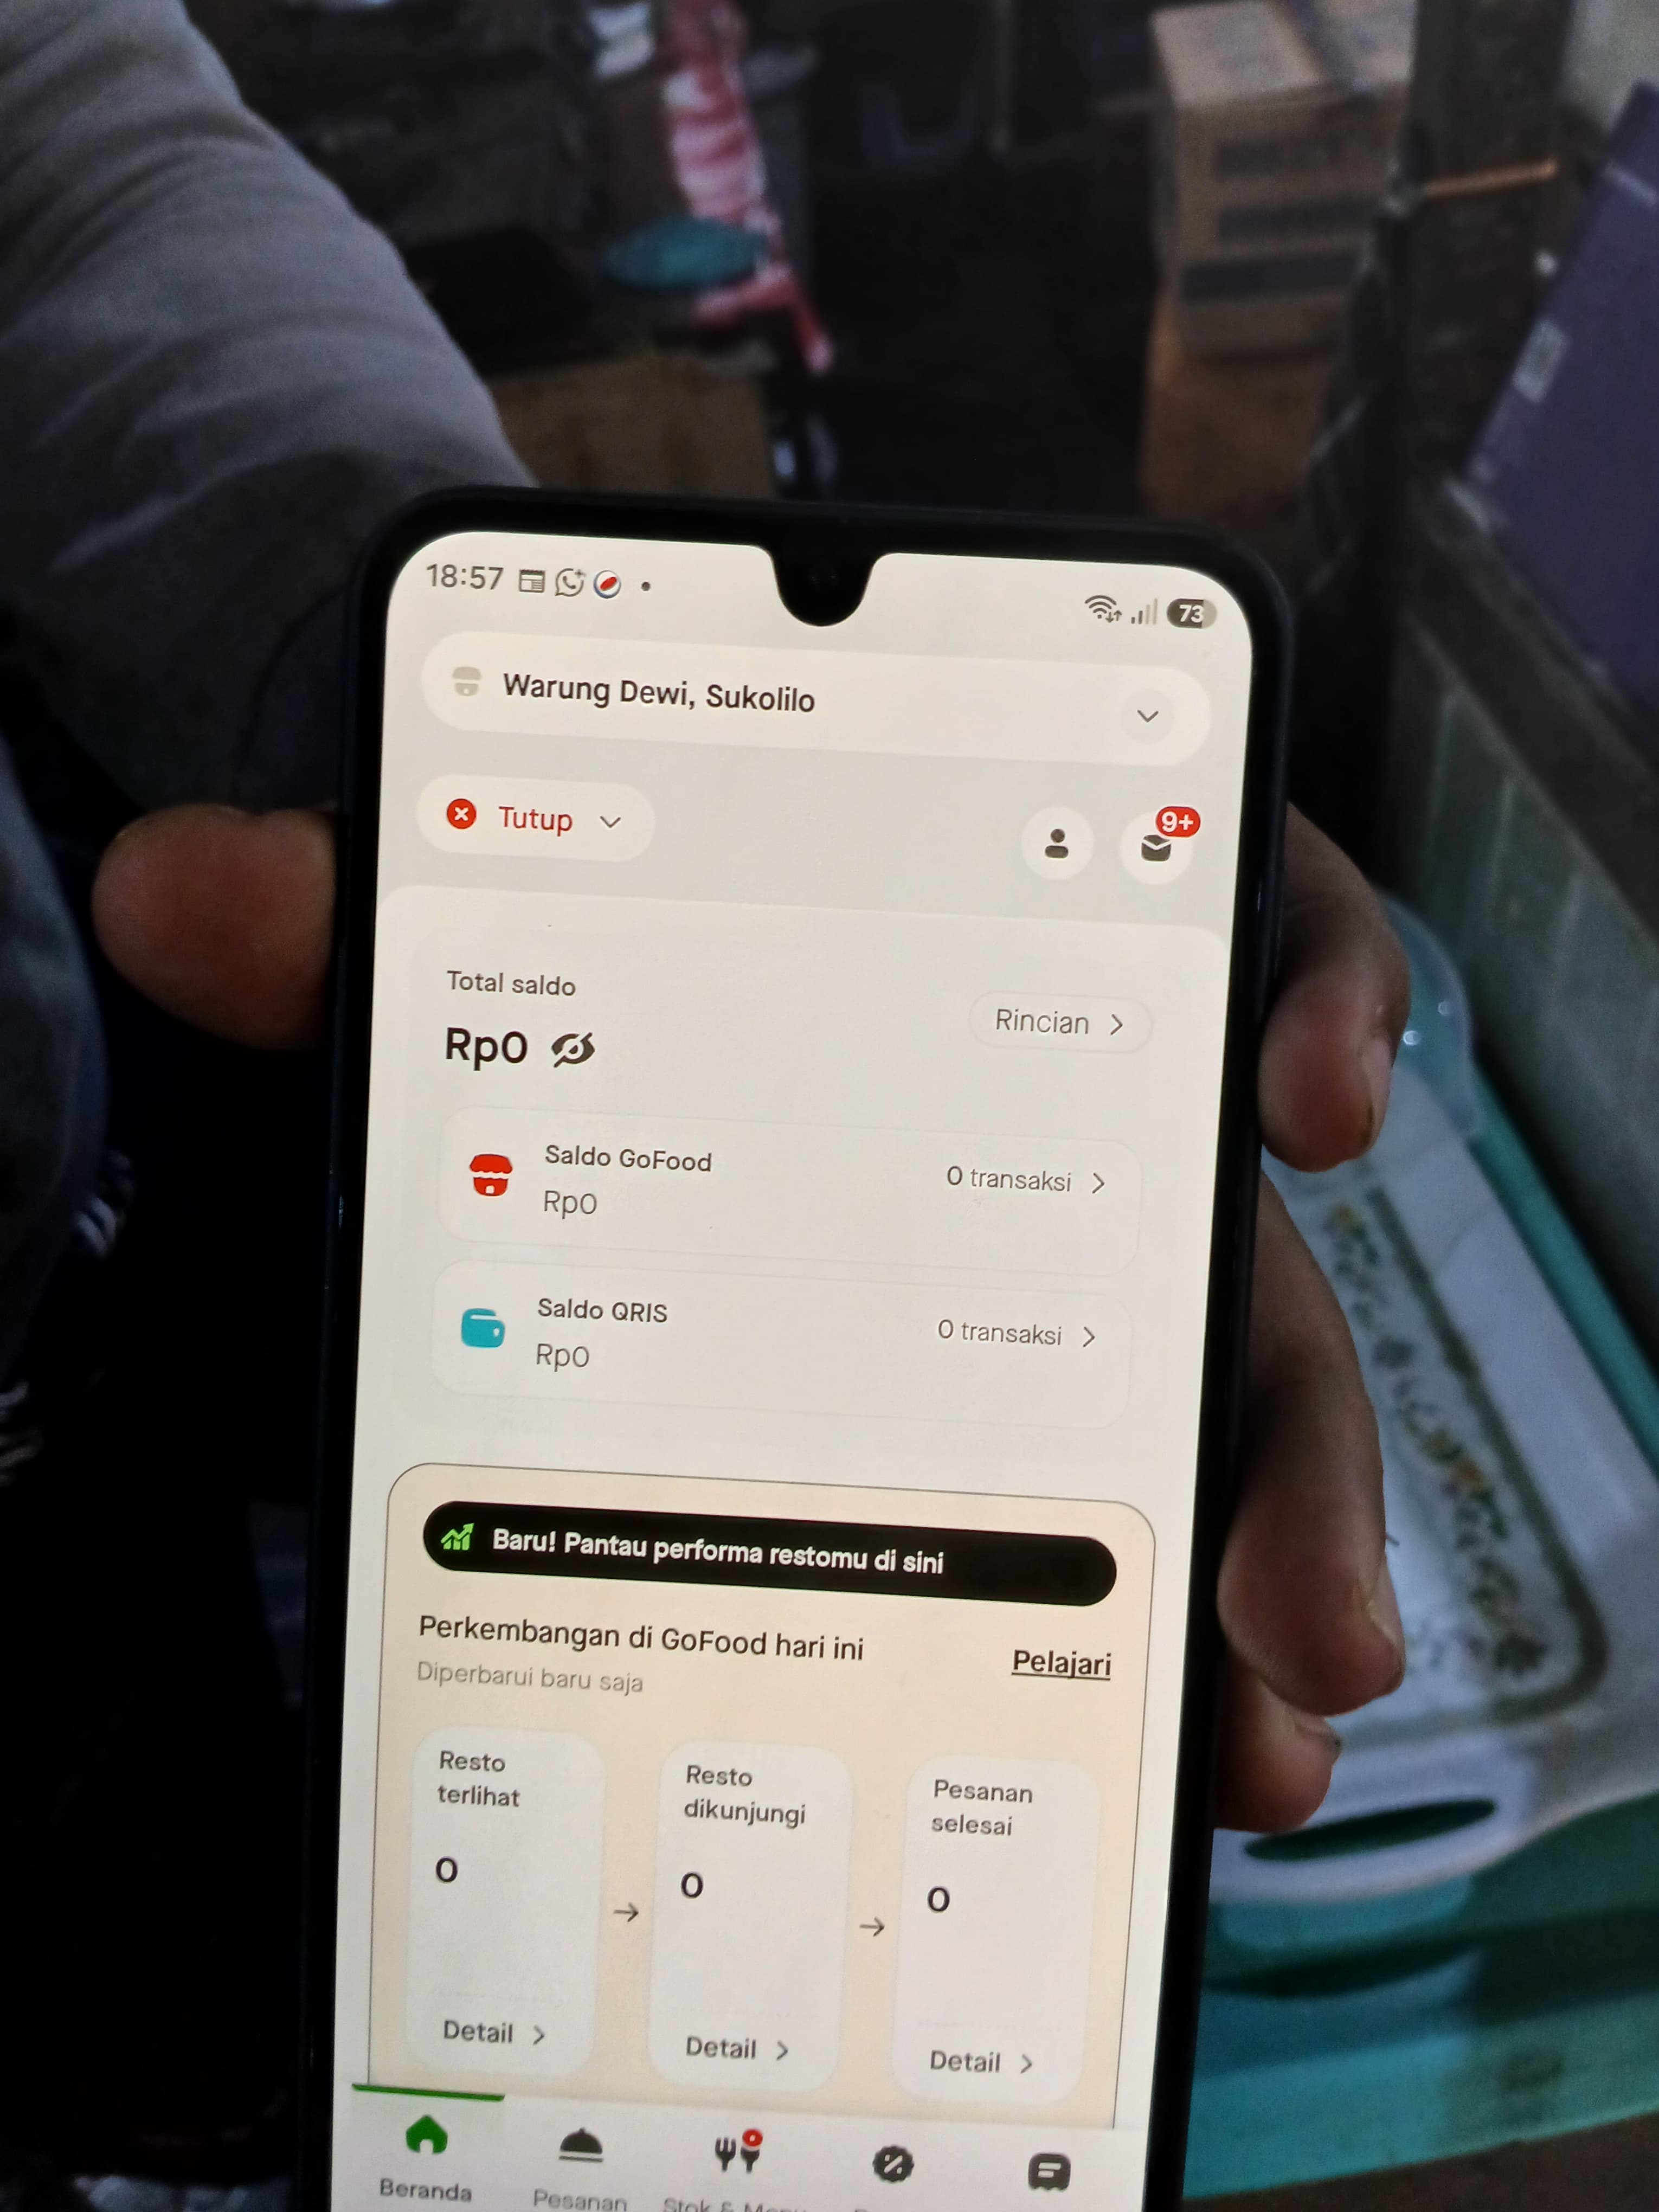 18:57
73
Warung Dewi, Sukolilo
Tutup
9+
Total saldo
Rp0
Rincian
Saldo GoFood
Rp0
0 transaksi
Saldo QRIS
Rp0
0 transaksi
Baru! Pantau performa restomu di sini
Perkembangan di GoFood hari ini
Pelajari
Diperbarui baru saja
Resto
terlihat
0
Detail
Resto
dikunjungi
0
Detail
Pesanan
selesai
0
Detail
Beranda
Pesanan
Stok & Menu